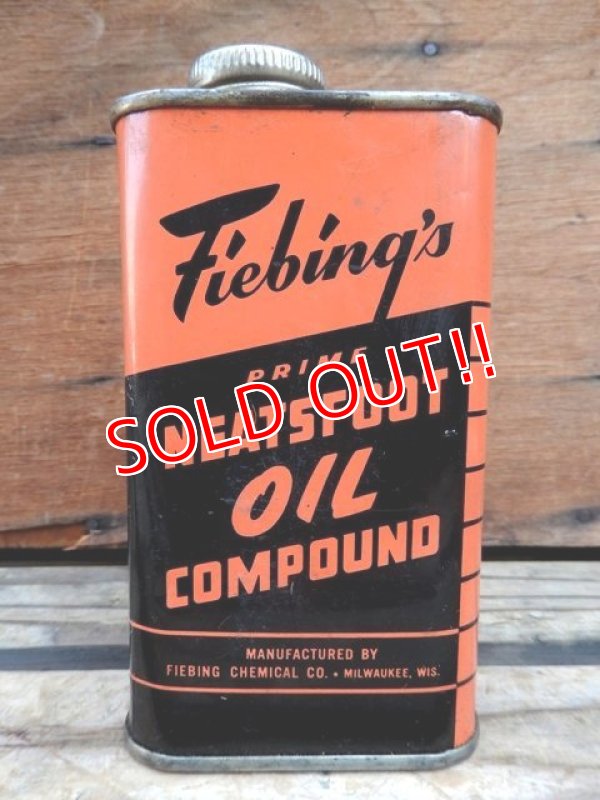 Fiebing's
PRIME
NEATSFOOT
SOLD OUT!!
OIL
COMPOUND
MANUFACTURED BY
FIEBING CHEMICAL CO. • MILWAUKEE, WIS.